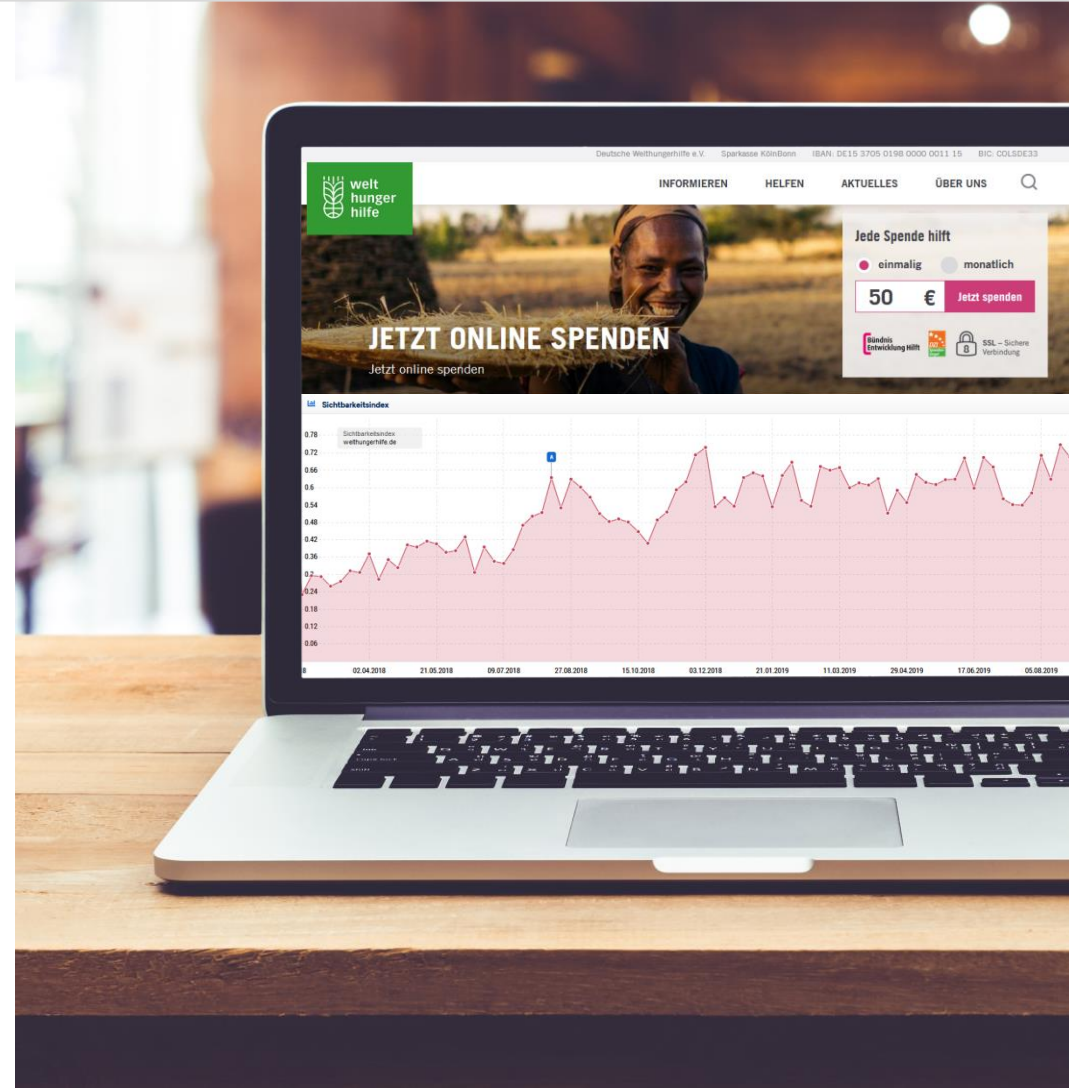 Deutsche Welthungerhilfe e.V. Sparkasse KölnBonn IBAN: DE15 3705 0198 0000 0011 15 BIC: COLSDE33
welt
hunger
hilfe
INFORMIEREN HELFEN AKTUELLES ÜBER UNS
Jede Spende hilft
einmalig monatlich
50 € Jetzt spenden
Bündnis
Entwicklung Hilft
SSL – Sichere
Verbindung
JETZT ONLINE SPENDEN
Jetzt online spenden
Sichtbarkeitsindex
Sichtbarkeitsindex
welthungerhilfe.de
A
0.78
0.72
0.66
0.6
0.54
0.48
0.42
0.36
0.24
0.18
0.12
0.06
02.04.2018 21.05.2018 09.07.2018 27.08.2018 15.10.2018 03.12.2018 21.01.2019 11.03.2019 29.04.2019 17.06.2019 05.08.2019